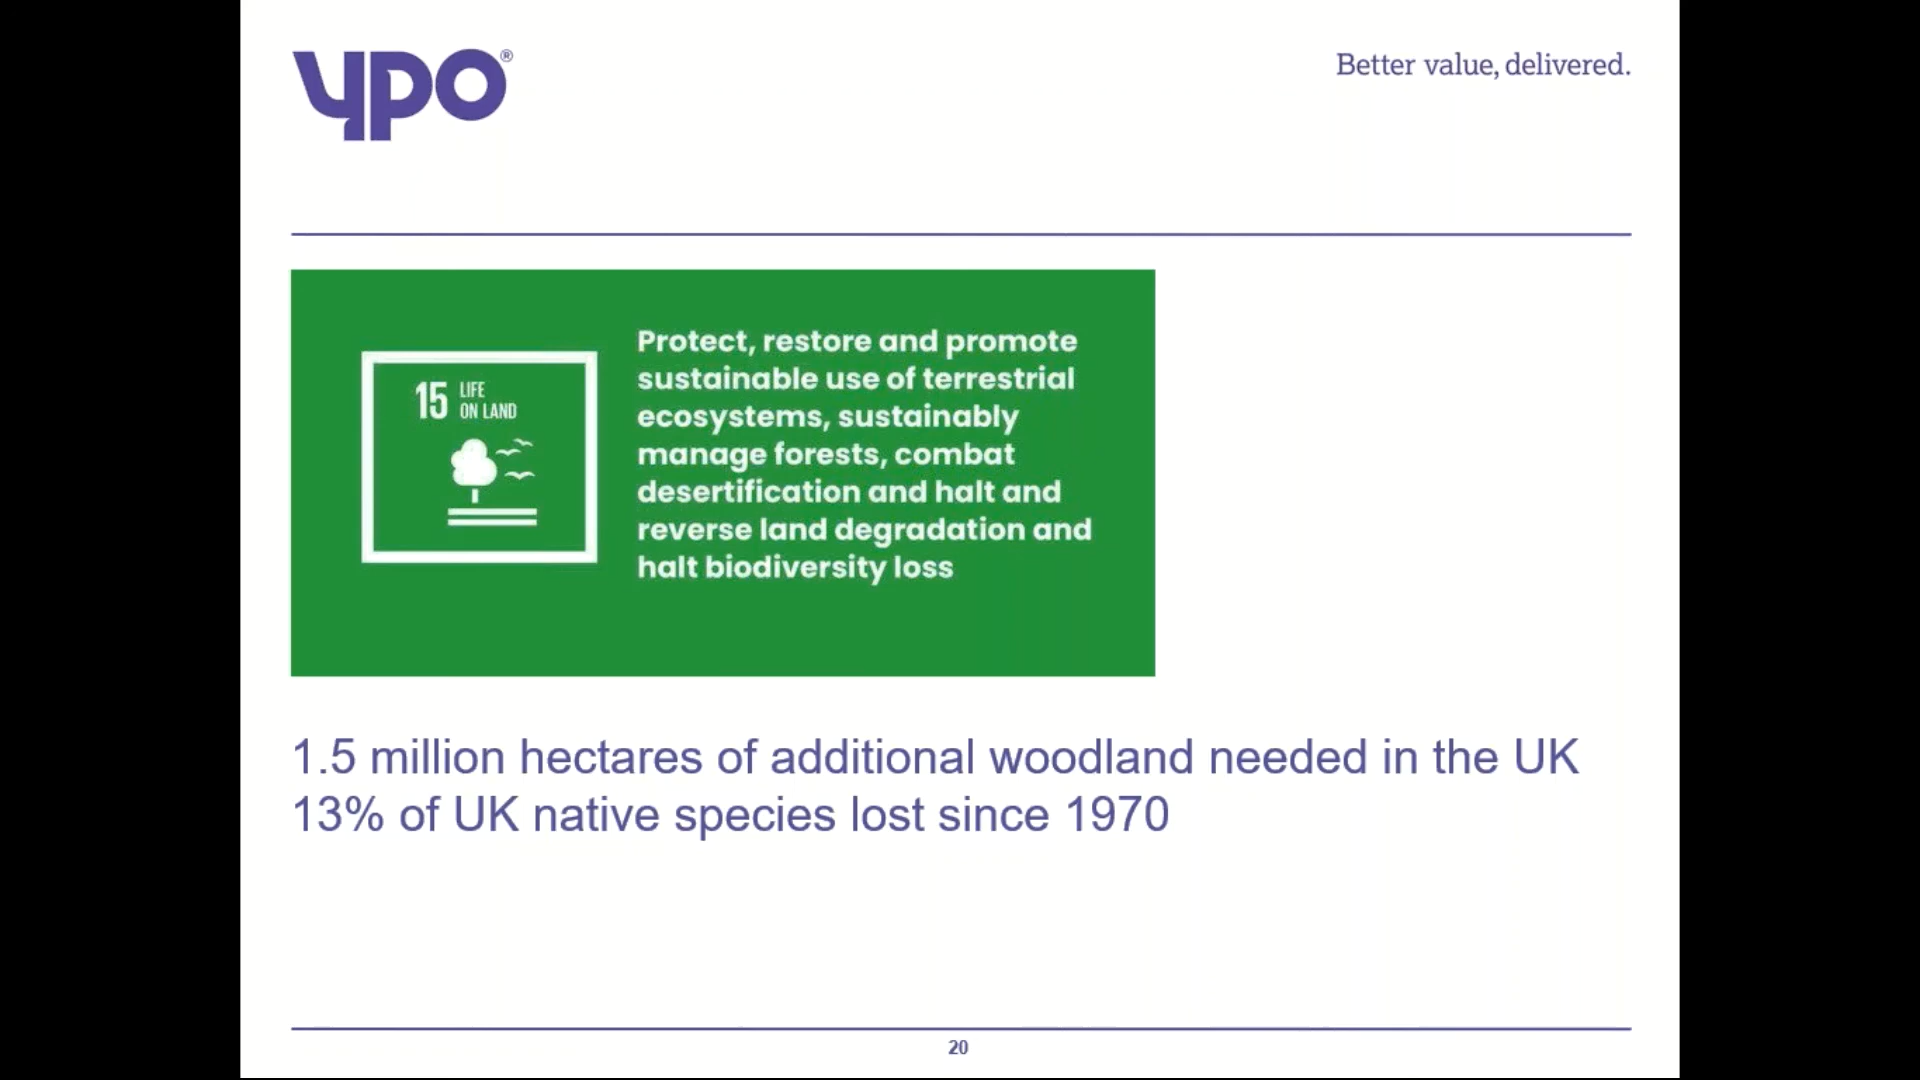 ypo®
Better value, delivered.
15 LIFE
ON LAND
Protect, restore and promote
sustainable use of terrestrial
ecosystems, sustainably
manage forests, combat
desertification and halt and
reverse land degradation and
halt biodiversity loss
1.5 million hectares of additional woodland needed in the UK
13% of UK native species lost since 1970
20